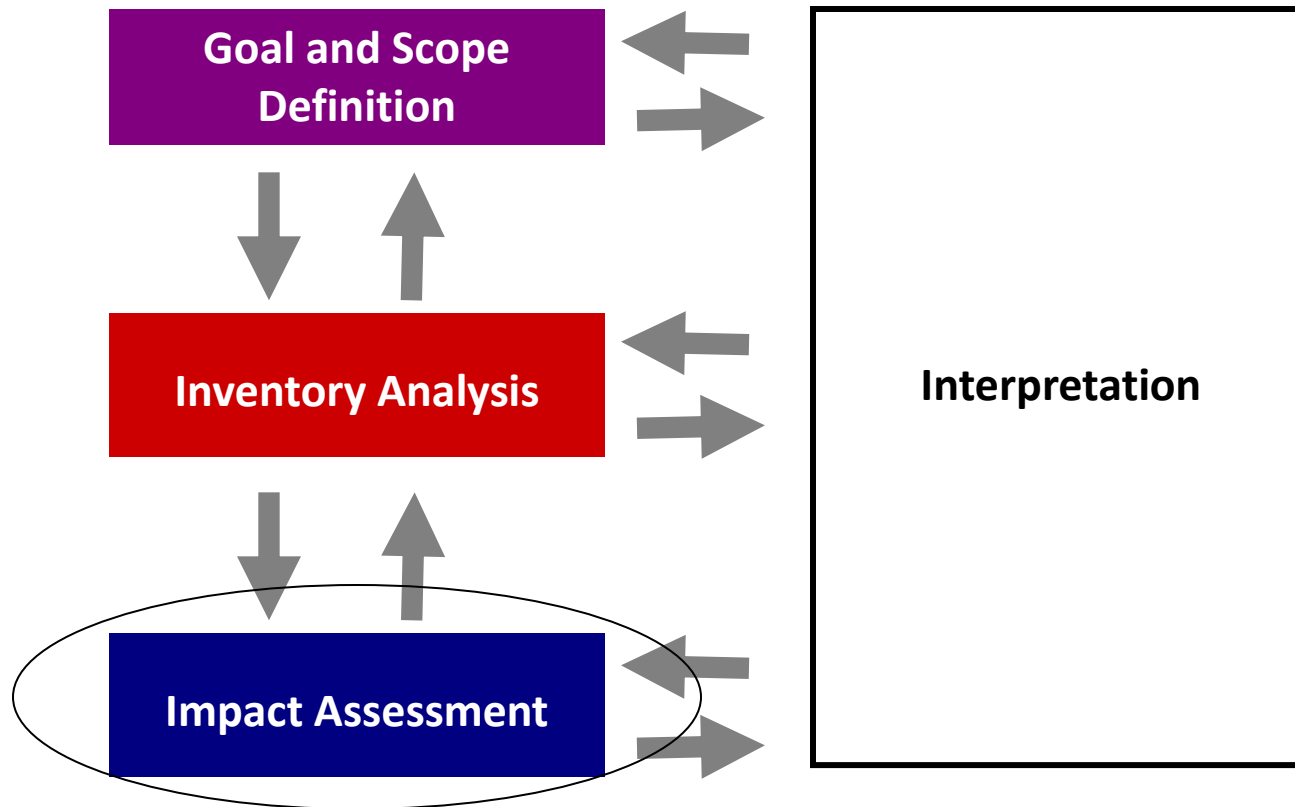 Goal and Scope
Definition
Inventory Analysis
Interpretation
Impact Assessment